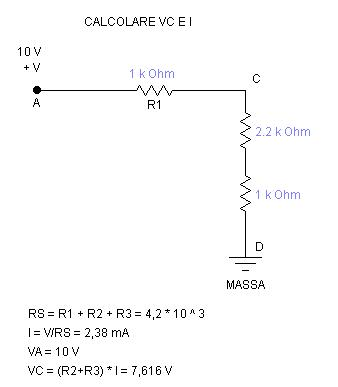 CALCOLARE VC E I
10 V
+ V
A
1 k Ohm
R1
C
2.2 k Ohm
1 k Ohm
D
MASSA
RS = R1 + R2 + R3 = 4,2 * 10 ^ 3
I = V/RS = 2,38 mA
VA = 10 V
VC = (R2+R3) * I = 7,616 V